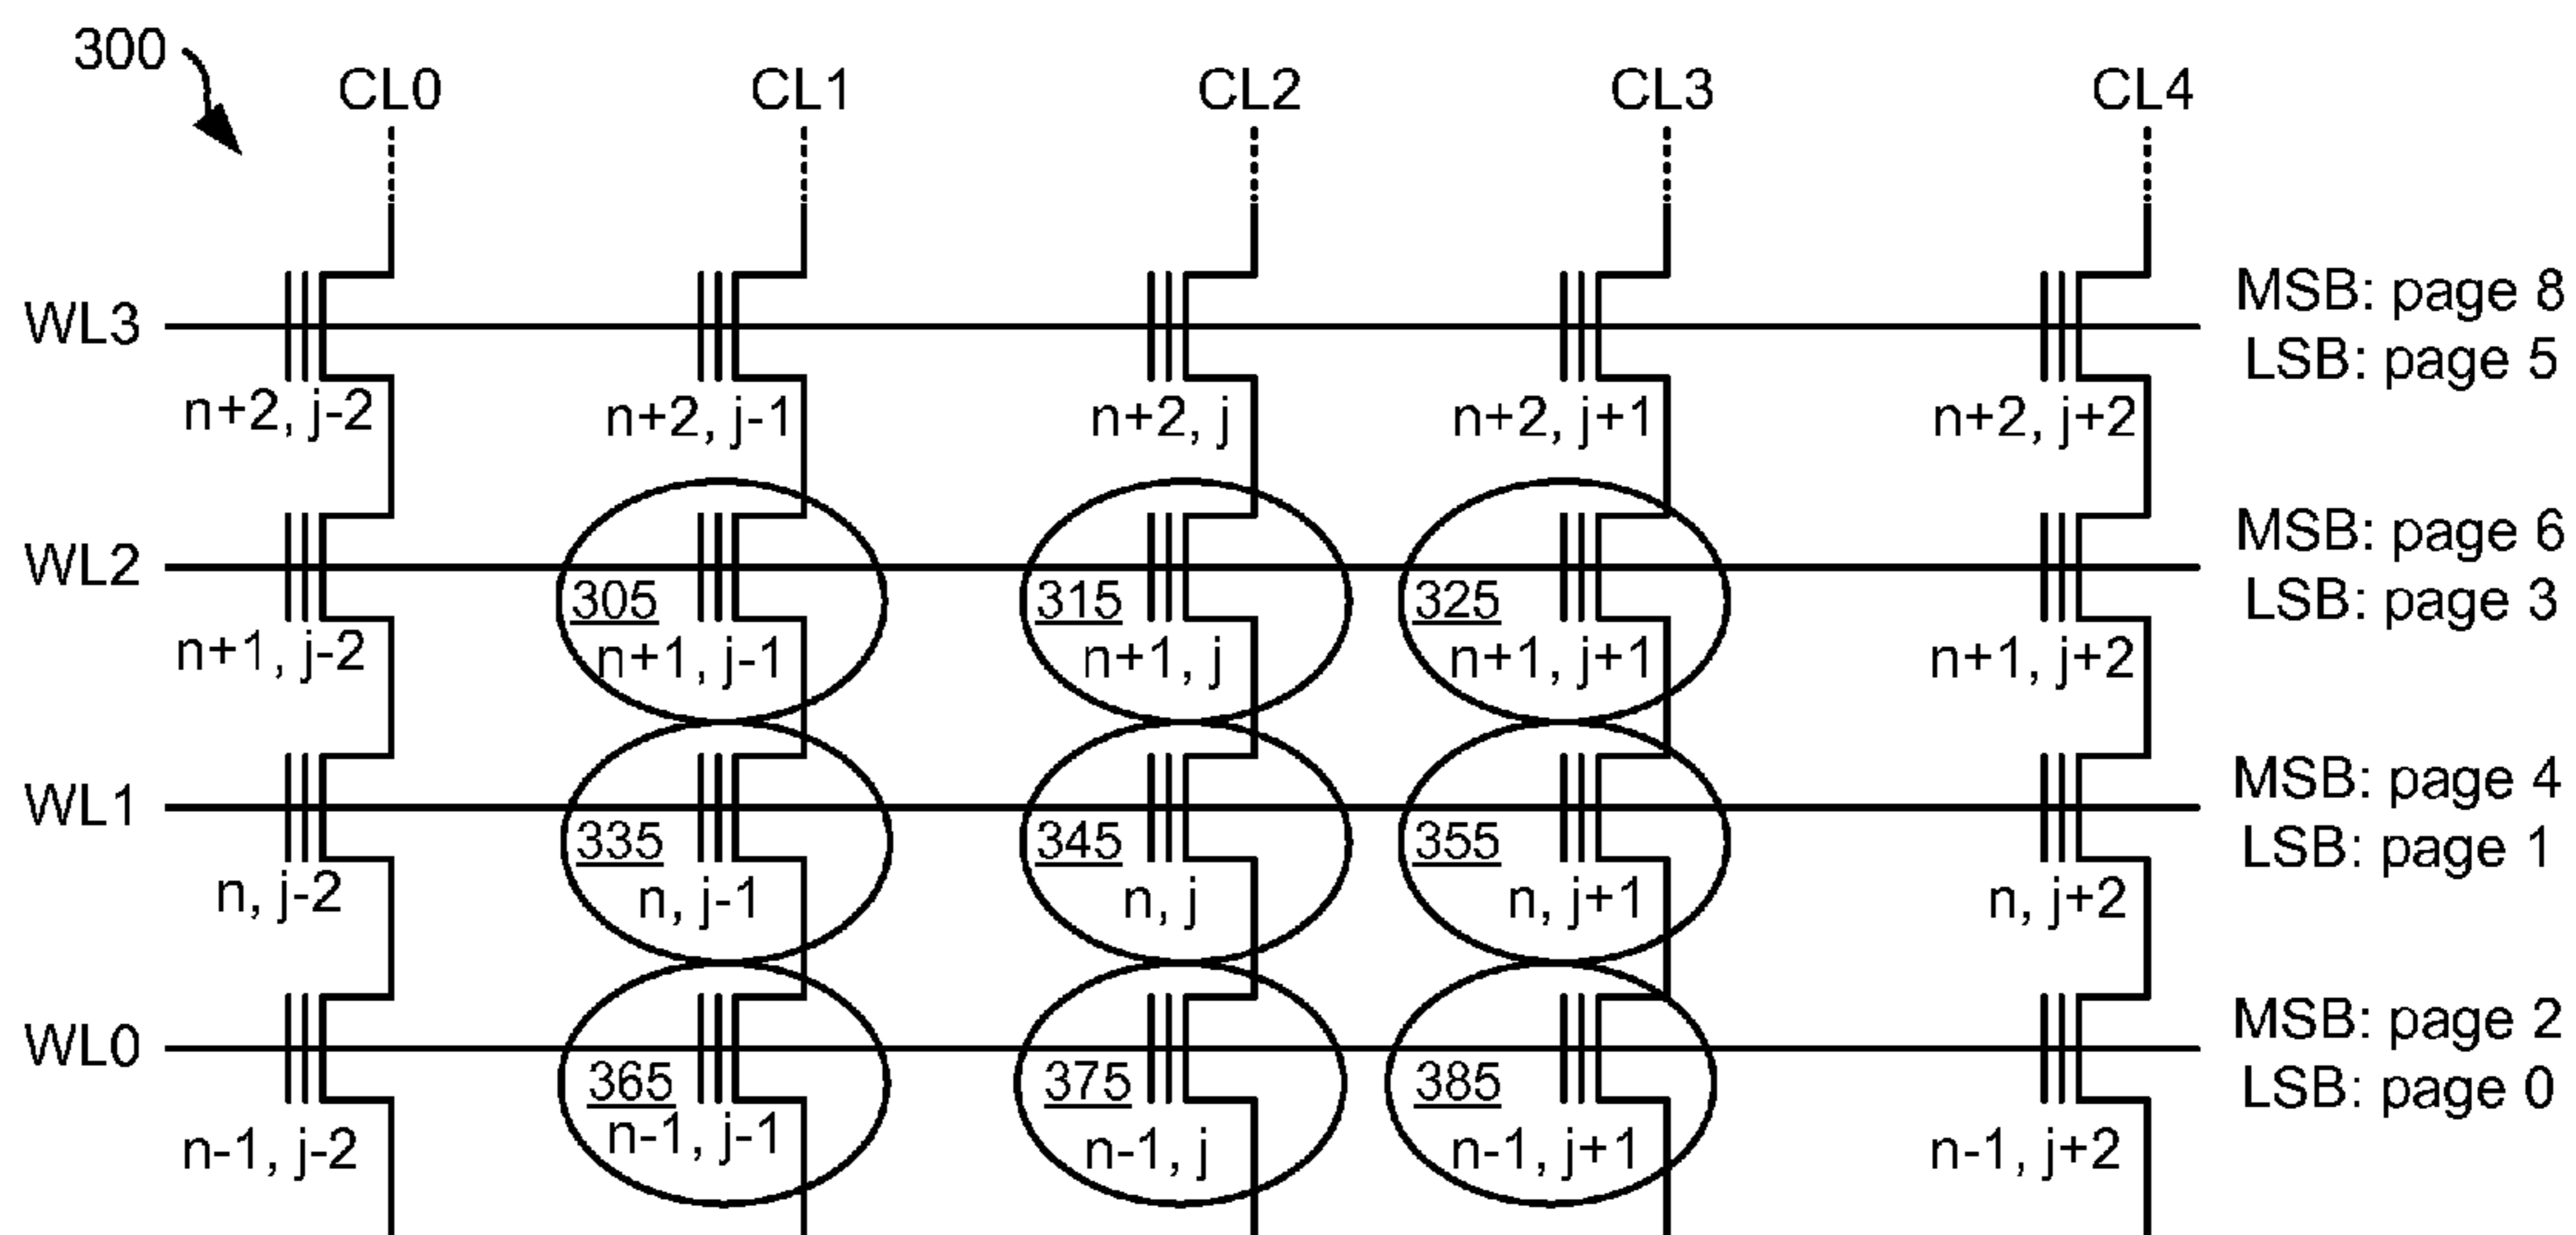 300
CL0 CL1 CL2 CL3 CL4
MSB: page 8
WL3
LSB: page 5
n+2, j-2 n+2, j-1 n+2, j n+2, j+1 n+2, j+2
MSB: page 6
WL2
305 315 325 LSB: page 3
n+1, j-2 n+1, j-1 n+1, j n+1, j+1 n+1, j+2
MSB: page 4
WL1
335 345 355 LSB: page 1
n, j-2 n, j-1 n, j n, j+1 n, j+2
MSB: page 2
WL0
365 375 385 LSB: page 0
n-1, j-2 n-1, j-1 n-1, j n-1, j+1 n-1, j+2